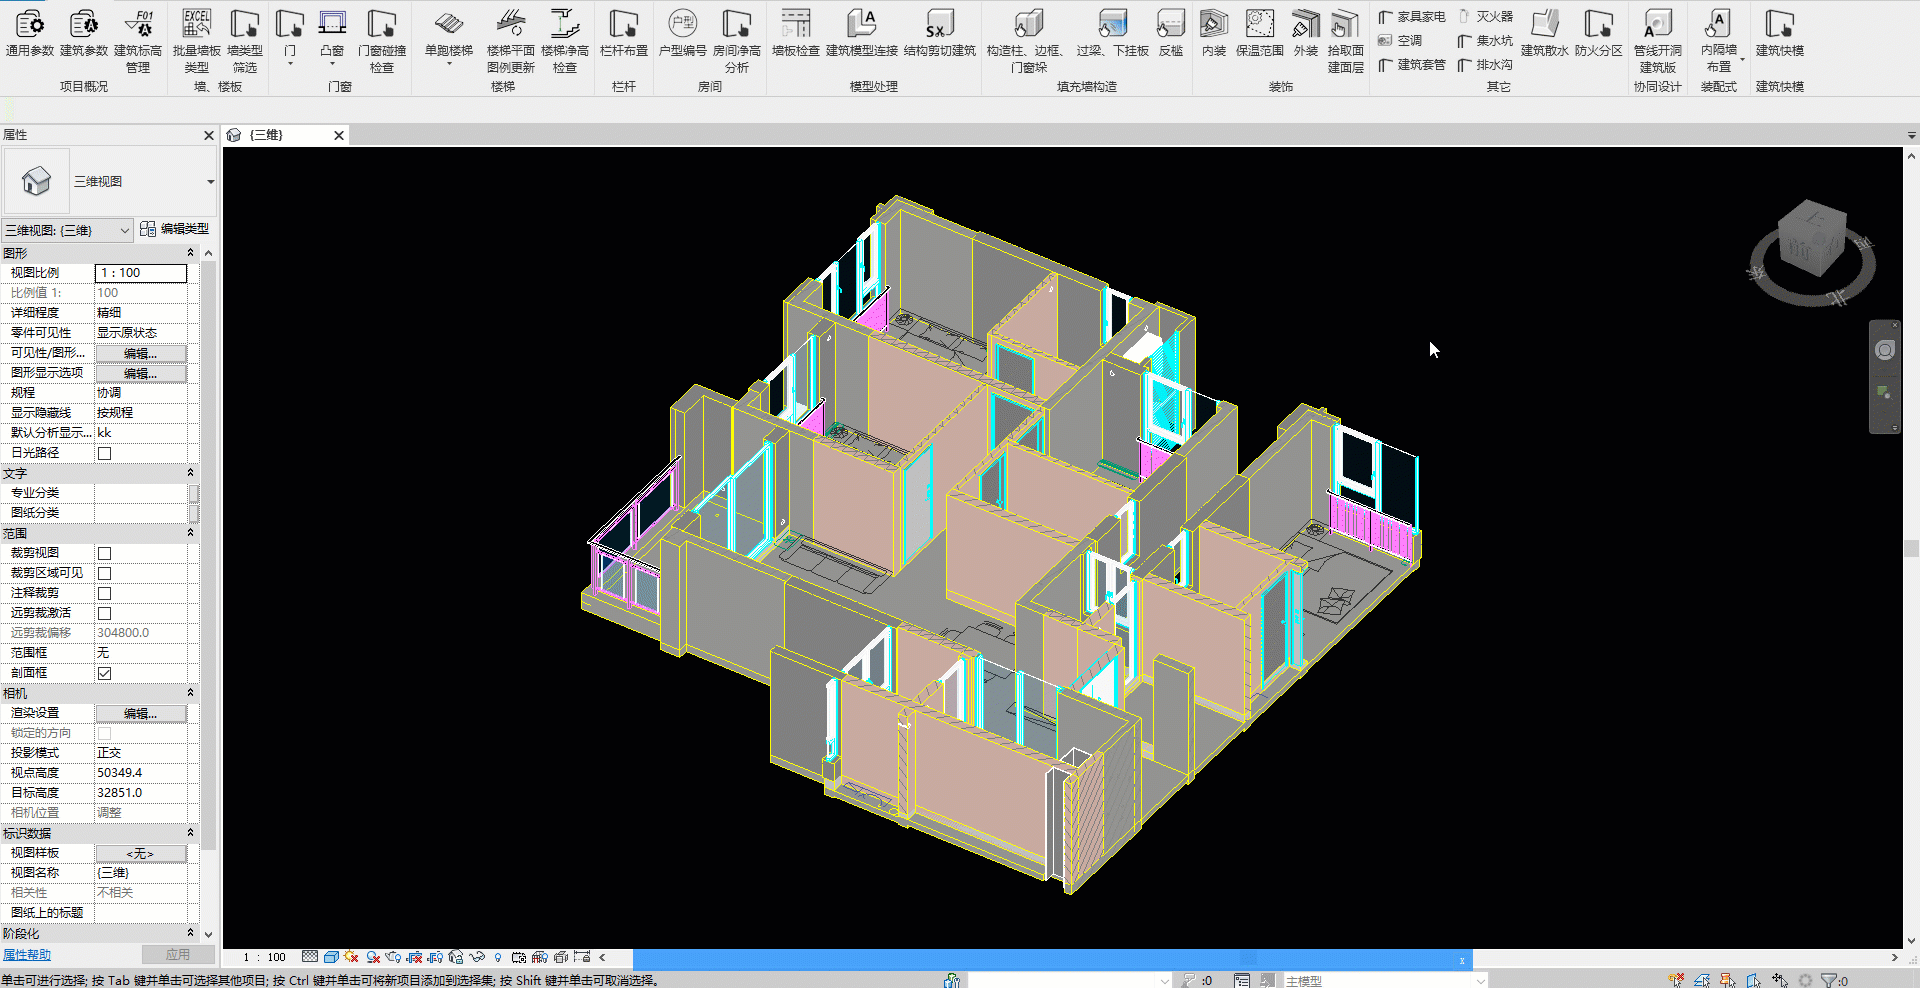 通用参数 建筑参数 建筑标高管理
项目概况
批量墙板类型 墙类型筛选
墙、楼板
门 凸窗 门窗碰撞检查
门窗
单跑楼梯 楼梯平面图例更新 楼梯净高检查
楼梯
栏杆布置
栏杆
户型编号 房间净高分析
房间
墙板检查 建筑模型连接 结构剪切建筑
模型处理
构造柱、边框、门窗垛 过梁、下挂板 反槛
填充墙构造
内装 保温范围 外装 拾取面建面层
装饰
家具家电 灭火器
空调 集水坑
建筑套管 排水沟
建筑散水 防火分区
其它
管线开洞建筑版
协同设计
内隔墙布置
装配式
建筑快模
建筑快模
属性
{三维}
三维视图
三维视图: {三维}
编辑类型
图形
视图比例 1 : 100
比例值 1: 100
详细程度 精细
零件可见性 显示原状态
可见性/图形... 编辑...
图形显示选项 编辑...
规程 协调
显示隐藏线 按规程
默认分析显示... kk
日光路径
文字
专业分类
图纸分类
范围
裁剪视图
裁剪区域可见
注释裁剪
远剪裁激活
远剪裁偏移 304800.0
范围框 无
剖面框
相机
渲染设置 编辑...
锁定的方向
投影模式 正交
视点高度 50349.4
目标高度 32851.0
相机位置 调整
标识数据
视图样板 <无>
视图名称 {三维}
相关性 不相关
图纸上的标题
阶段化
属性帮助 应用
1 : 100
单击可进行选择; 按 Tab 键并单击可选择其他项目; 按 Ctrl 键并单击可将新项目添加到选择集; 按 Shift 键并单击可取消选择。
:0
主模型
:0